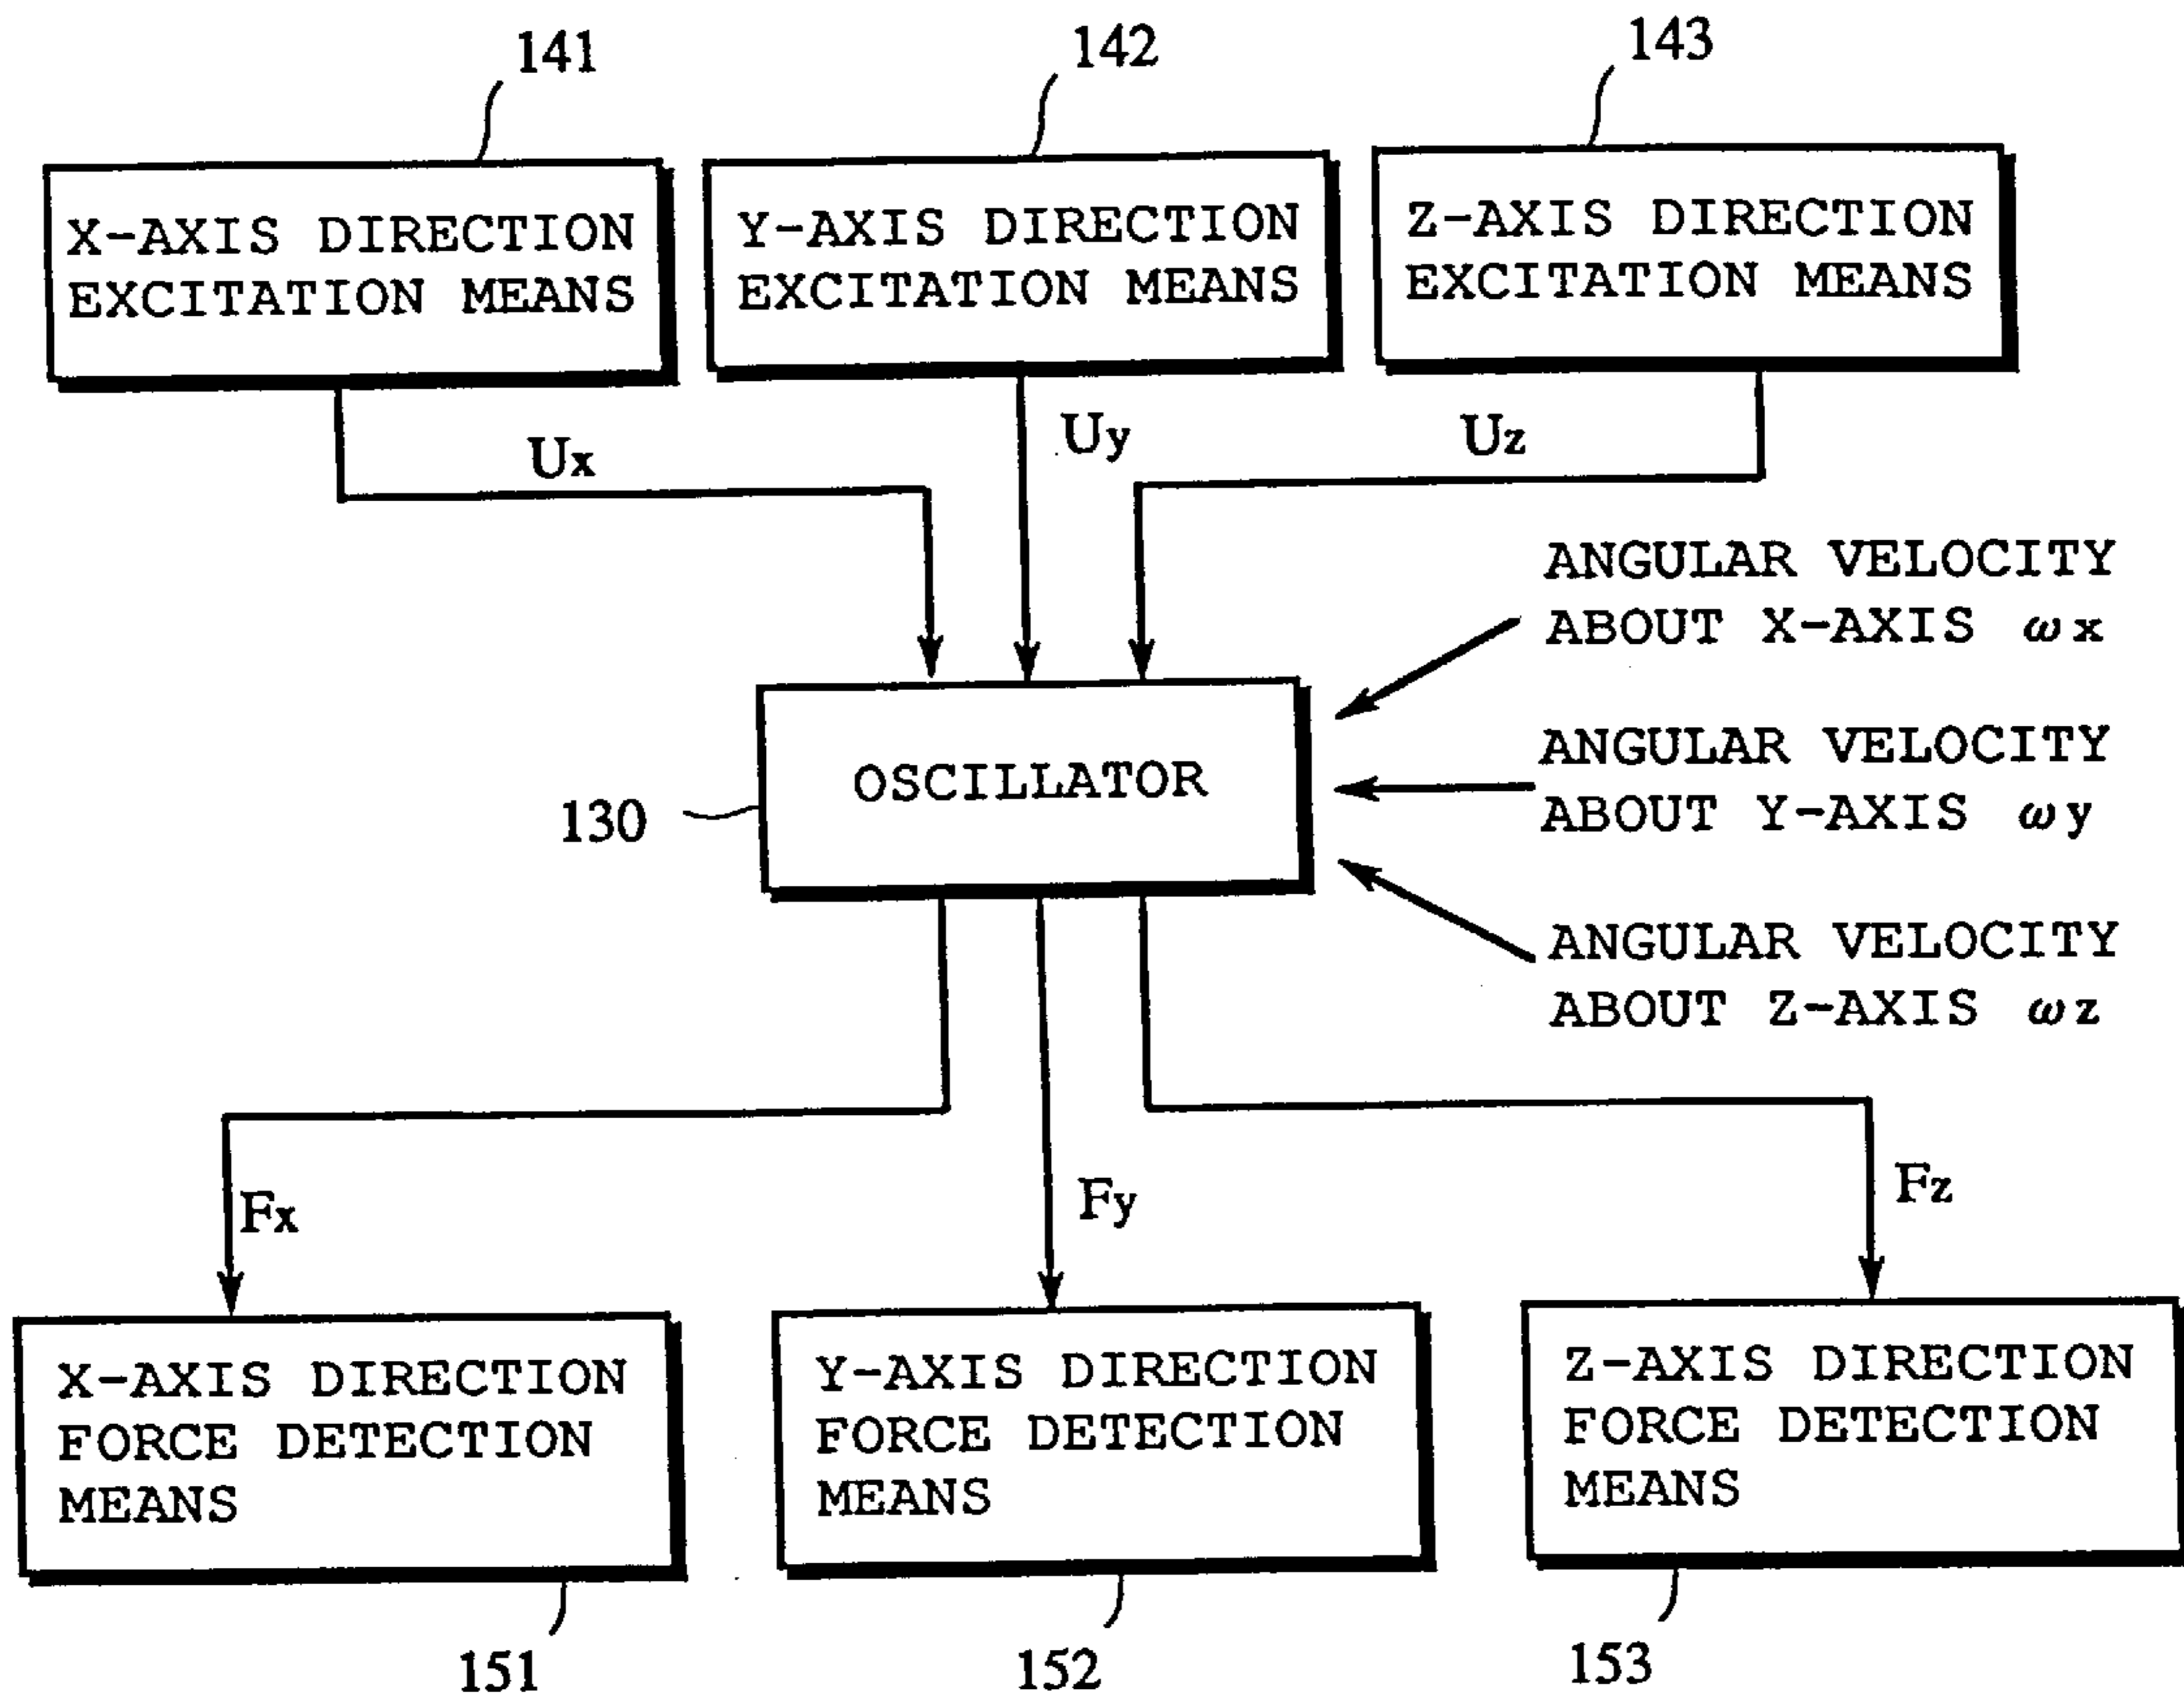 141
142
143
X-AXIS DIRECTION
EXCITATION MEANS
Y-AXIS DIRECTION
EXCITATION MEANS
Z-AXIS DIRECTION
EXCITATION MEANS
Ux
Uy
Uz
ANGULAR VELOCITY
ABOUT X-AXIS ωx
ANGULAR VELOCITY
ABOUT Y-AXIS ωy
ANGULAR VELOCITY
ABOUT Z-AXIS ωz
OSCILLATOR
130
Fx
Fy
Fz
X-AXIS DIRECTION
FORCE DETECTION
MEANS
Y-AXIS DIRECTION
FORCE DETECTION
MEANS
Z-AXIS DIRECTION
FORCE DETECTION
MEANS
151
152
153